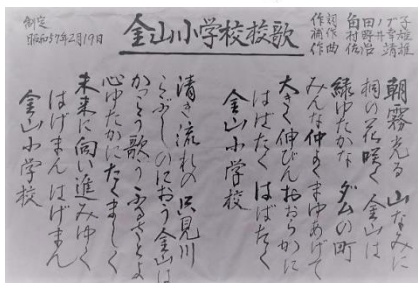 金山小学校校歌
制定
昭和57年2月19日
作詞
補作
作曲
朝霧光る 山なみに
桐の花咲く 金山は
緑ゆたかな ダムの町
みんな仲よくまゆあげて
大きく伸びん おおらかに
はばたく はばたく
金山小学校
清き流れの 只見川
こぶしのにおう 金山は
かっこう歌う ふるさとよ
心ゆたかに たくましく
未来に向い 進みゆく
はげまん はげまん
金山小学校